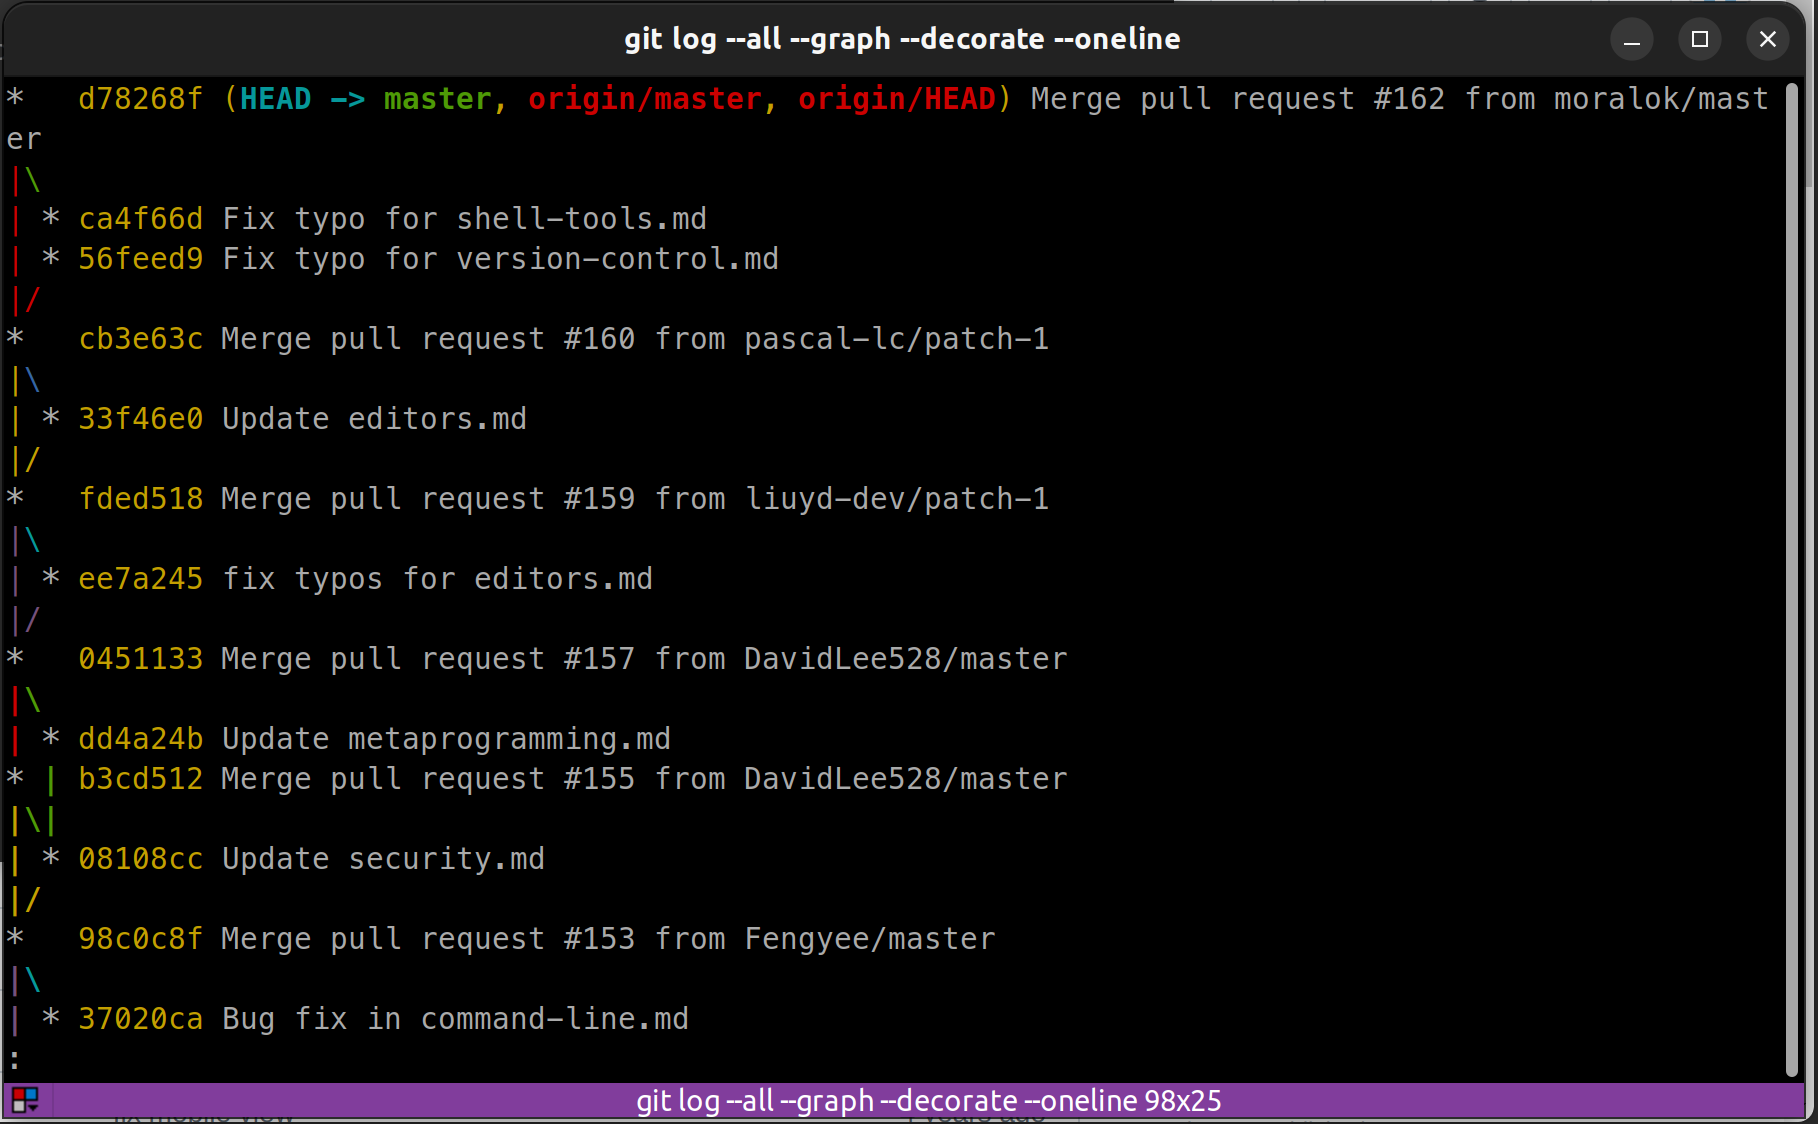 git log --all --graph --decorate --oneline
*   d78268f (HEAD -> master, origin/master, origin/HEAD) Merge pull request #162 from moralok/mast
er
|\
| * ca4f66d Fix typo for shell-tools.md
| * 56feed9 Fix typo for version-control.md
|/
*   cb3e63c Merge pull request #160 from pascal-lc/patch-1
|\
| * 33f46e0 Update editors.md
|/
*   fded518 Merge pull request #159 from liuyd-dev/patch-1
|\
| * ee7a245 fix typos for editors.md
|/
*   0451133 Merge pull request #157 from DavidLee528/master
|\
| * dd4a24b Update metaprogramming.md
* | b3cd512 Merge pull request #155 from DavidLee528/master
|\|
| * 08108cc Update security.md
|/
*   98c0c8f Merge pull request #153 from Fengyee/master
|\
| * 37020ca Bug fix in command-line.md
:
git log --all --graph --decorate --oneline 98x25